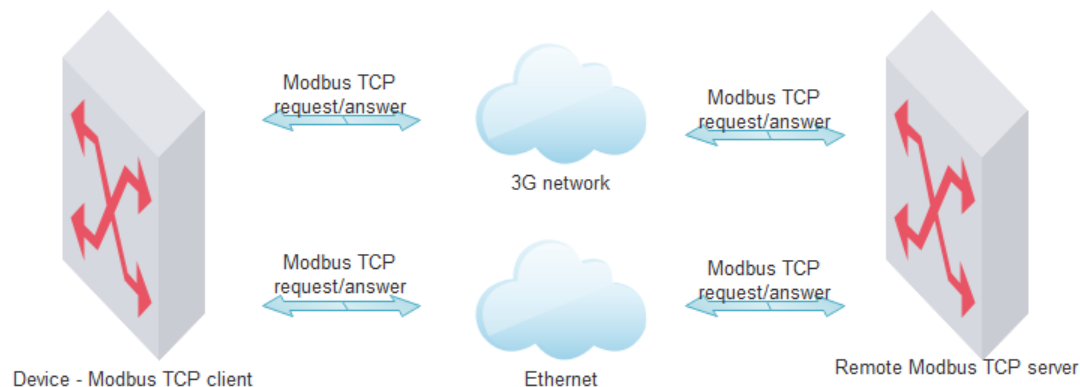 Modbus TCP
request/answer
Modbus TCP
request/answer
3G network
Modbus TCP
request/answer
Modbus TCP
request/answer
Device - Modbus TCP client
Ethernet
Remote Modbus TCP server